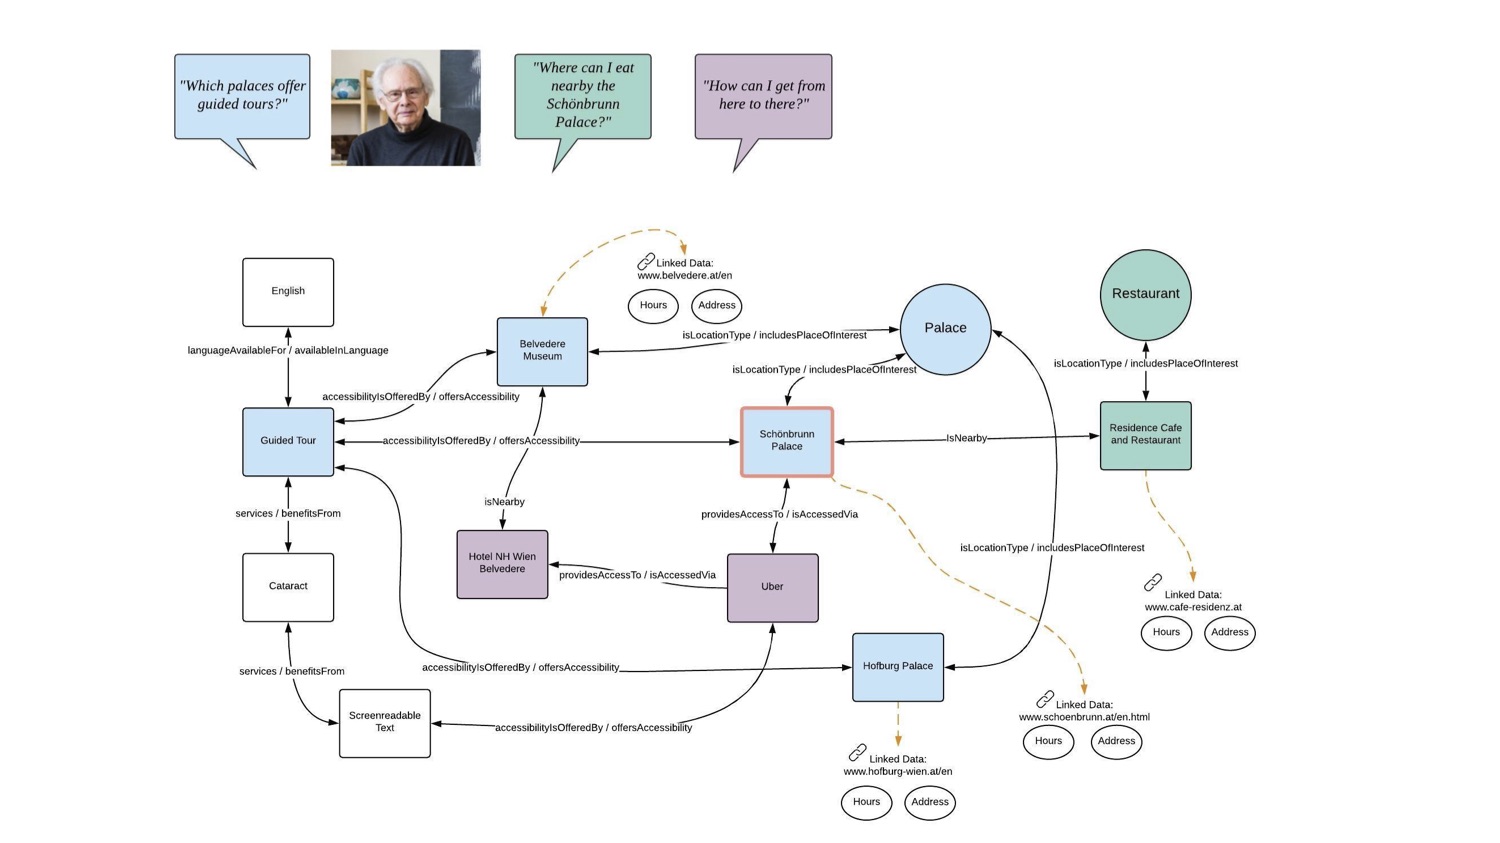 "Which palaces offer
guided tours?"
"Where can I eat
nearby the
Schönbrunn
Palace?"
"How can I get from
here to there?"
Linked Data:
www.belvedere.at/en
Hours
Address
English
Restaurant
Palace
isLocationType / includesPlaceOfInterest
Belvedere
Museum
languageAvailableFor / availableInLanguage
isLocationType / includesPlaceOfInterest
isLocationType / includesPlaceOfInterest
accessibilityIsOfferedBy / offersAccessibility
Guided Tour
accessibilityIsOfferedBy / offersAccessibility
Schönbrunn
Palace
IsNearby
Residence Cafe
and Restaurant
isNearby
services / benefitsFrom
providesAccessTo / isAccessedVia
isLocationType / includesPlaceOfInterest
Hotel NH Wien
Belvedere
providesAccessTo / isAccessedVia
Uber
Cataract
Linked Data:
www.cafe-residenz.at
Hours
Address
services / benefitsFrom
accessibilityIsOfferedBy / offersAccessibility
Hofburg Palace
Screenreadable
Text
accessibilityIsOfferedBy / offersAccessibility
Linked Data:
www.schoenbrunn.at/en.html
Hours
Address
Linked Data:
www.hofburg-wien.at/en
Hours
Address